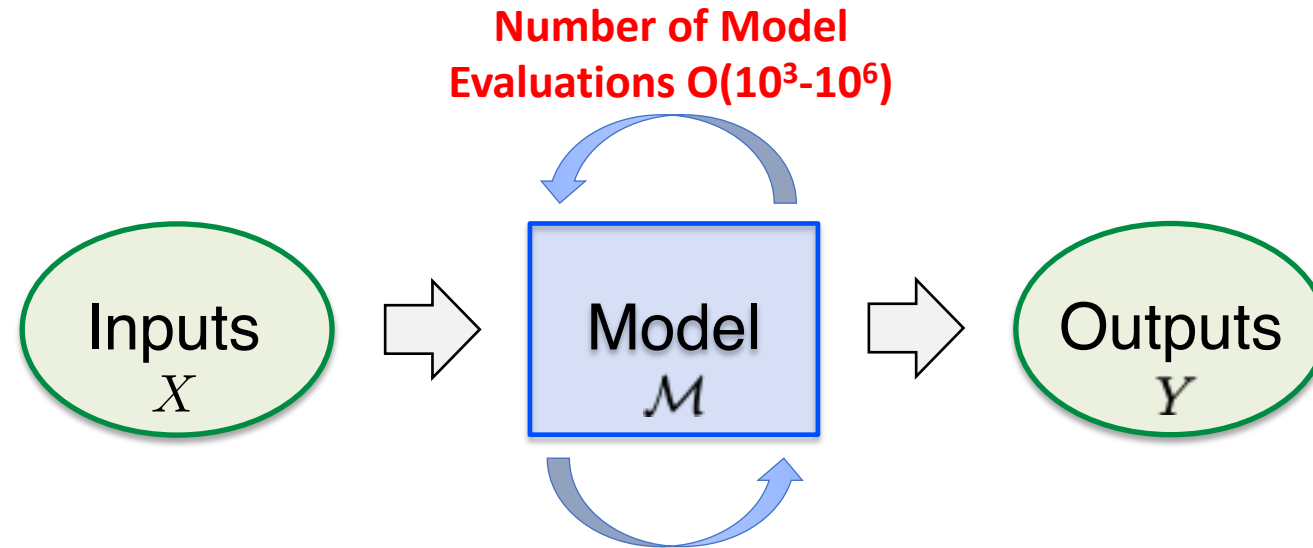 Number of Model
Evaluations O(10³-10⁶)
Inputs
X
Model
ℳ
Outputs
Y